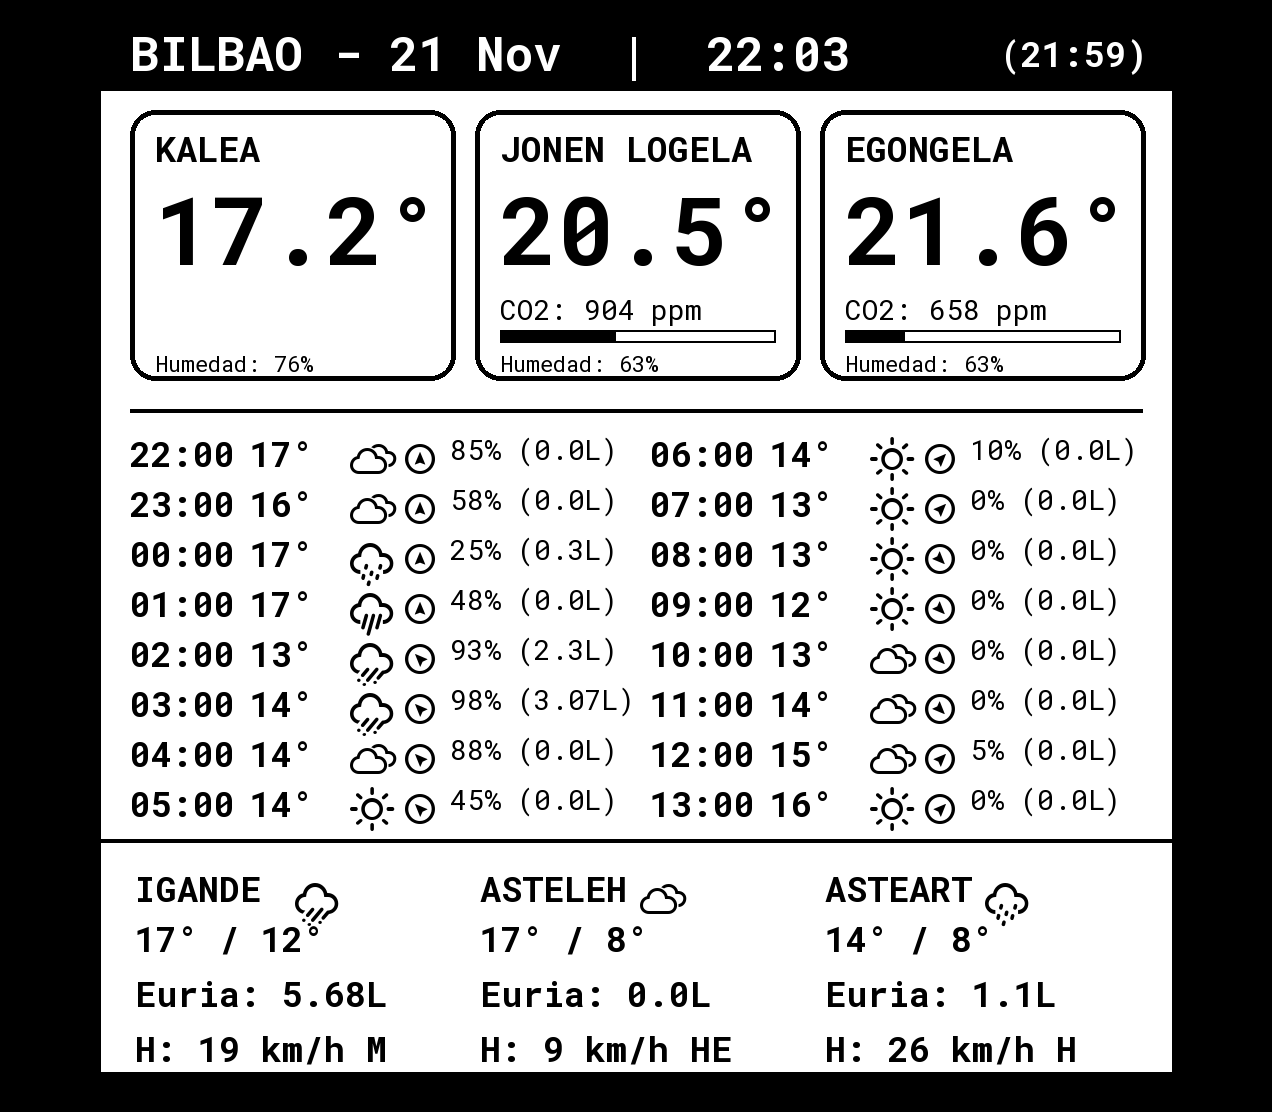 BILBAO - 21 Nov | 22:03 (21:59)
KALEA
17.2°
Humedad: 76%
JONEN LOGELA
20.5°
CO2: 904 ppm
Humedad: 63%
EGONGELA
21.6°
CO2: 658 ppm
Humedad: 63%
22:00 17° 85% (0.0L)
23:00 16° 58% (0.0L)
00:00 17° 25% (0.3L)
01:00 17° 48% (0.0L)
02:00 13° 93% (2.3L)
03:00 14° 98% (3.07L)
04:00 14° 88% (0.0L)
05:00 14° 45% (0.0L)
06:00 14° 10% (0.0L)
07:00 13° 0% (0.0L)
08:00 13° 0% (0.0L)
09:00 12° 0% (0.0L)
10:00 13° 0% (0.0L)
11:00 14° 0% (0.0L)
12:00 15° 5% (0.0L)
13:00 16° 0% (0.0L)
IGANDE
17° / 12°
Euria: 5.68L
H: 19 km/h M
ASTELEH
17° / 8°
Euria: 0.0L
H: 9 km/h HE
ASTEART
14° / 8°
Euria: 1.1L
H: 26 km/h H